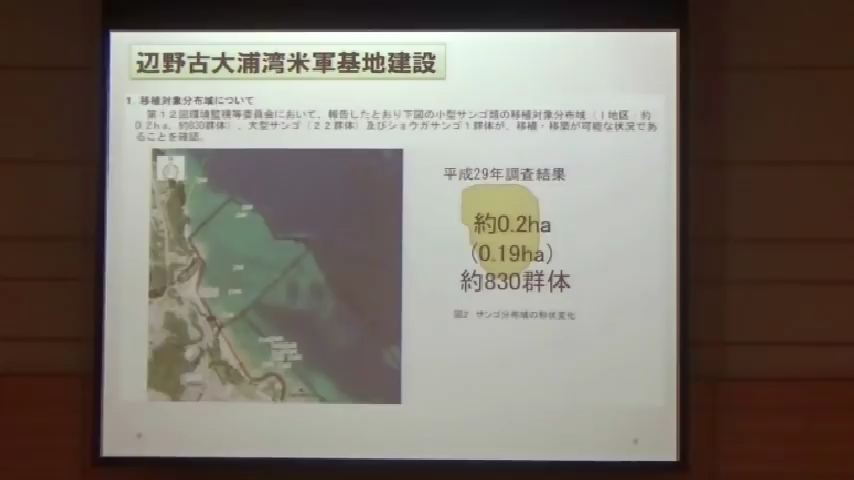 辺野古大浦湾米軍基地建設
1. 移植対象分布域について
第12回環境監視等委員会において、報告したとおり下図の小型サンゴ類の移植対象分布域（I地区 約
0.2ha、約830群体）、大型サンゴ（22群体）及びショウガサンゴ1群体が、移植・移築が可能な状況であ
ることを確認。
平成29年調査結果
約0.2ha
(0.19ha)
約830群体
図2 サンゴ分布域の形状変化